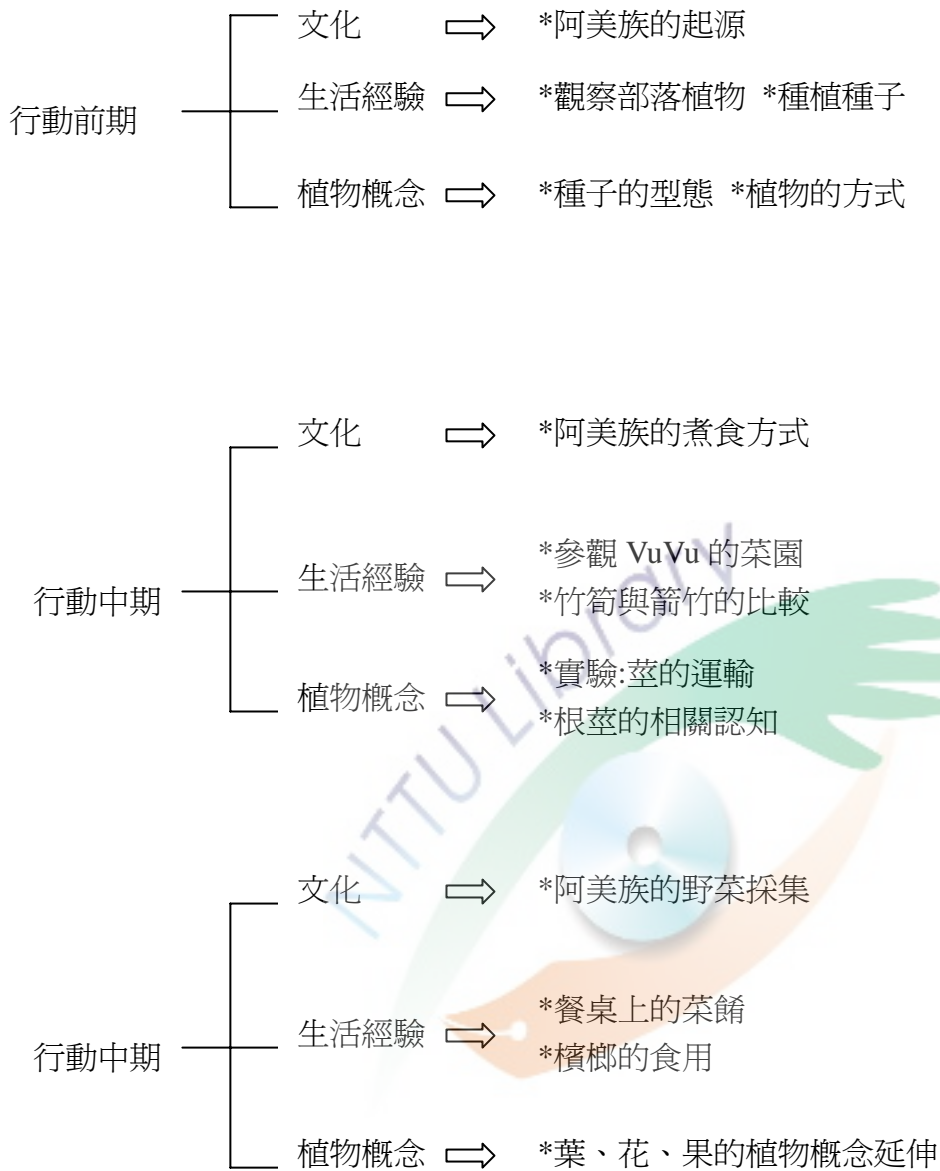 文化 ⇨ *阿美族的起源
行動前期
生活經驗 ⇨ *觀察部落植物 *種植種子
植物概念 ⇨ *種子的型態 *植物的方式
文化 ⇨ *阿美族的煮食方式
行動中期
生活經驗 ⇨ *參觀 VuVu 的菜園
*竹筍與箭竹的比較
植物概念 ⇨ *實驗:莖的運輸
*根莖的相關認知
文化 ⇨ *阿美族的野菜採集
行動中期
生活經驗 ⇨ *餐桌上的菜餚
*檳榔的食用
植物概念 ⇨ *葉、花、果的植物概念延伸
NTTU Library